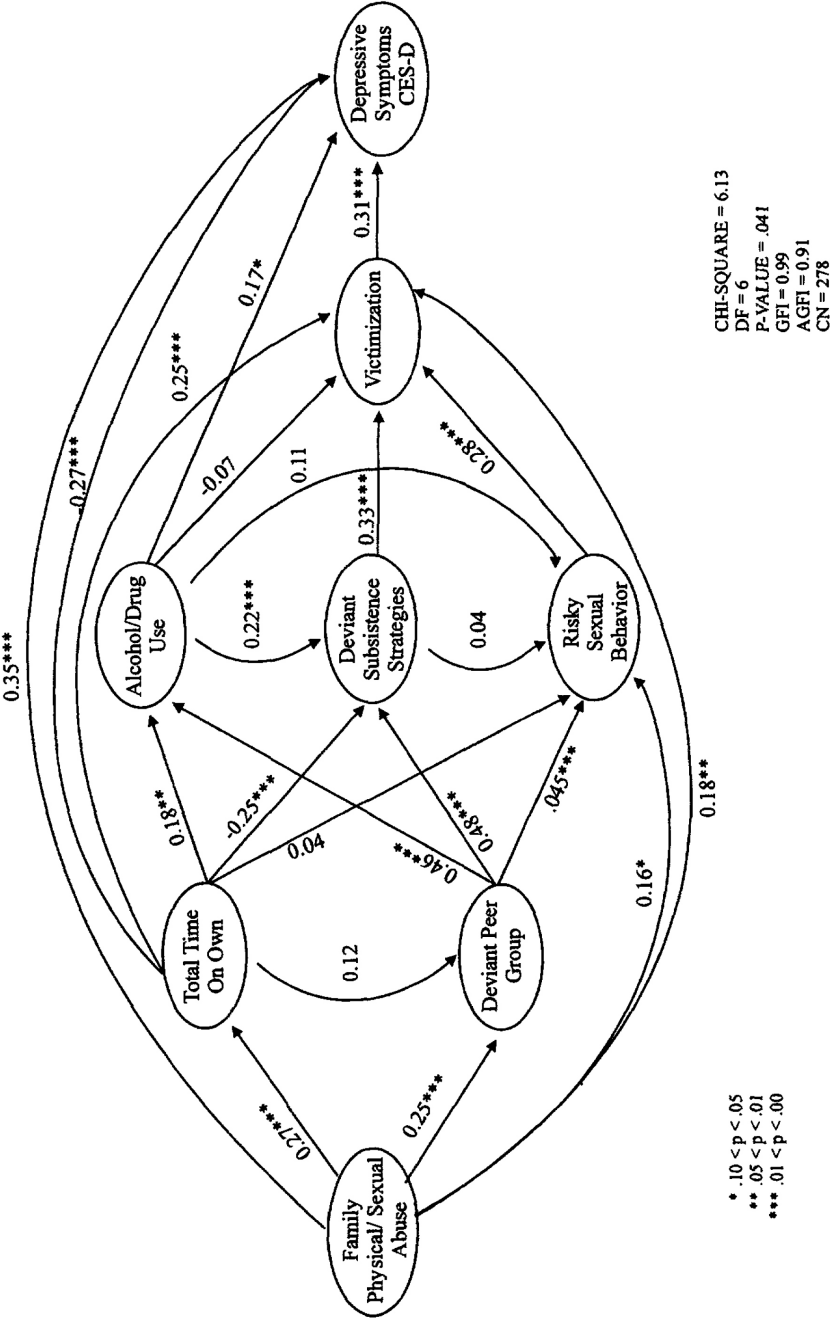 0.35***
-0.27***
0.25***
0.17*
Alcohol/Drug
Use
-0.07
0.11
0.18**
0.22***
Total Time
On Own
-0.25***
0.04
0.46***
0.27***
0.12
Family
Physical/ Sexual
Abuse
Deviant
Subsistence
Strategies
0.33***
Victimization
0.31***
Depressive
Symptoms
CES-D
0.48***
0.04
0.28***
0.25***
Deviant Peer
Group
.045***
Risky
Sexual
Behavior
0.16*
0.18**
* .10 < p < .05
** .05 < p < .01
*** .01 < p < .00
CHI-SQUARE = 6.13
DF = 6
P-VALUE = .041
GFI = 0.99
AGFI = 0.91
CN = 278